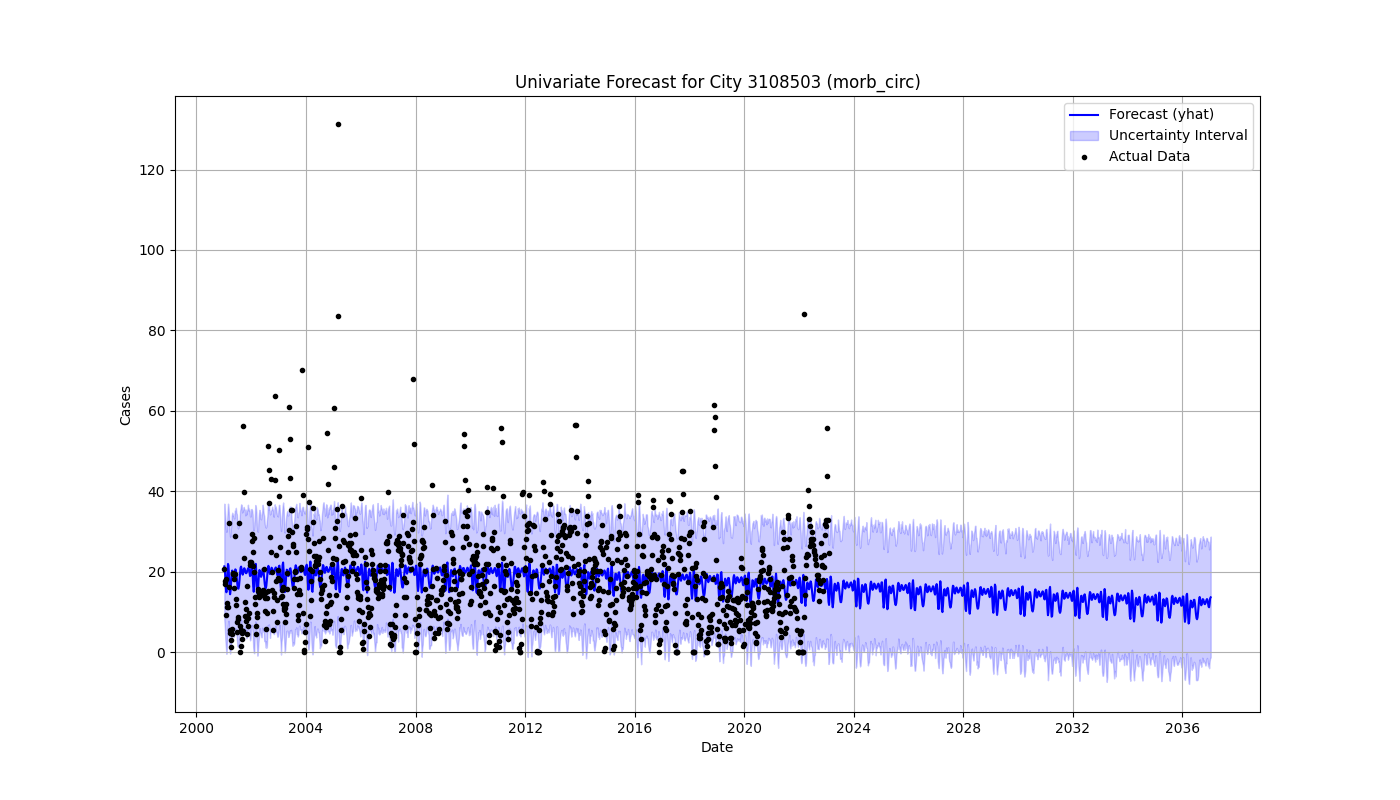 Univariate Forecast for City 3108503 (morb_circ)
Forecast (yhat)
Uncertainty Interval
Actual Data
120
100
80
60
40
20
0
Cases
2000 2004 2008 2012 2016 2020 2024 2028 2032 2036
Date